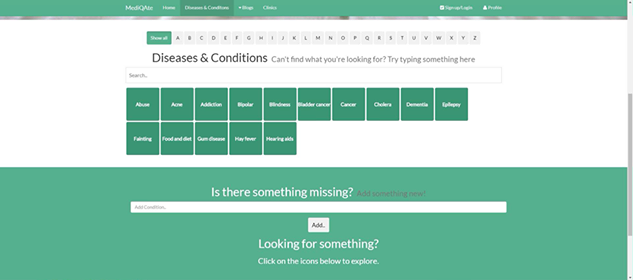 MediQAte Home Diseases & Conditions Blogs Clinics Signup/Login Profile
Show all A B C D E F G H I J K L M N O P Q R S T U V W X Y Z
Diseases & Conditions Can't find what you're looking for? Try typing something here
Search..
Abuse Acne Addiction Bipolar Blindness Bladder cancer Cancer Cholera Dementia Epilepsy
Fainting Food and diet Gum disease Hay fever Hearing aids
Is there something missing? Add something new!
Add Condition..
Add..
Looking for something?
Click on the icons below to explore.